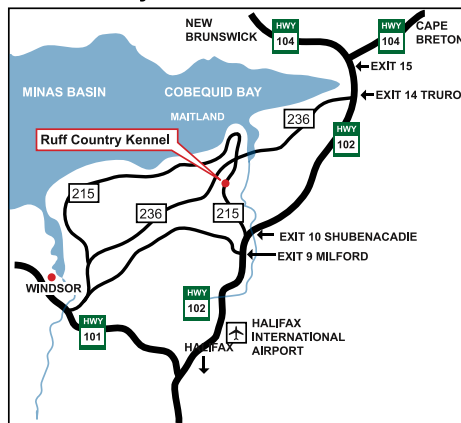 NEW
BRUNSWICK
HWY
104
HWY
104
CAPE
BRETON
EXIT 15
MINAS BASIN
COBEQUID BAY
EXIT 14 TRURO
MAITLAND
236
HWY
102
Ruff Country Kennel
215
236
215
EXIT 10 SHUBENACADIE
EXIT 9 MILFORD
WINDSOR
HWY
102
HWY
101
HALIFAX
INTERNATIONAL
AIRPORT
HALIFAX